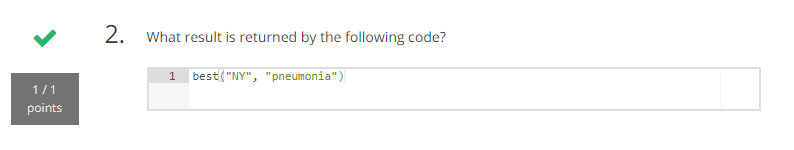 2. What result is returned by the following code?
1 best("NY", "pneumonia")
1 / 1
points